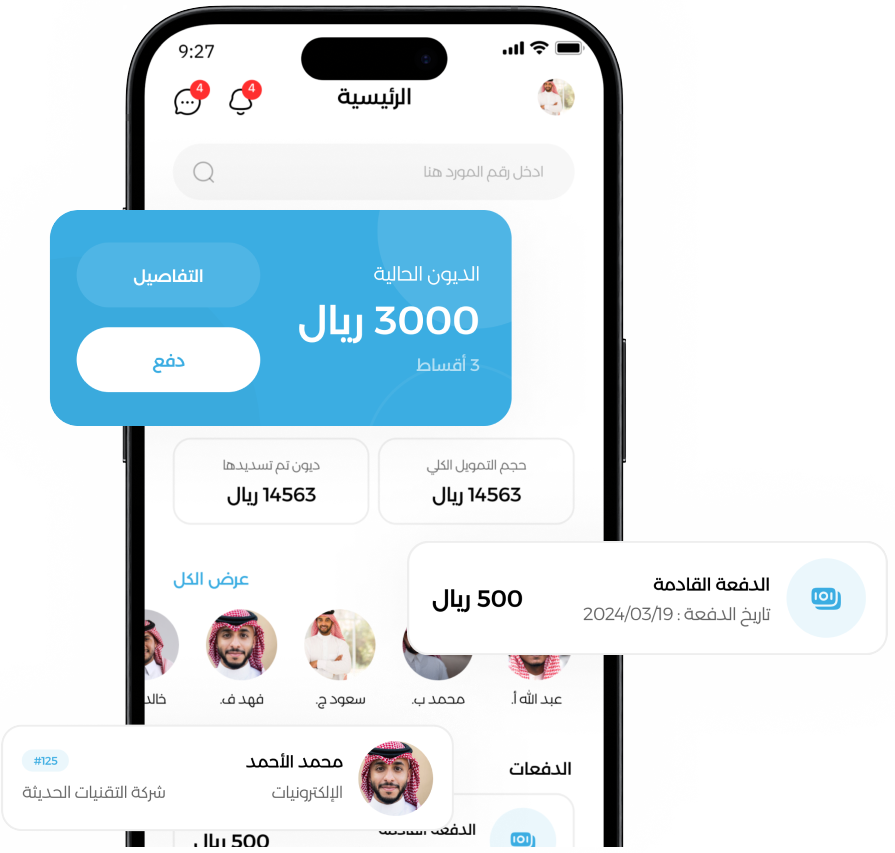 9:27
4
4
الرئيسية
ادخل رقم المورد هنا
الديون الحالية
3000 ريال
3 أقساط
التفاصيل
دفع
حجم التمويل الكلي
14563 ريال
ديون تم تسديدها
14563 ريال
عرض الكل
الدفعة القادمة
تاريخ الدفعة : 2024/03/19
500 ريال
عبد الله أ.
محمد ب.
سعود ج.
فهد ف.
خالد
الدفعات
محمد الأحمد
الإلكترونيات
#125
شركة التقنيات الحديثة
الدفعة القادمة
500 ريال